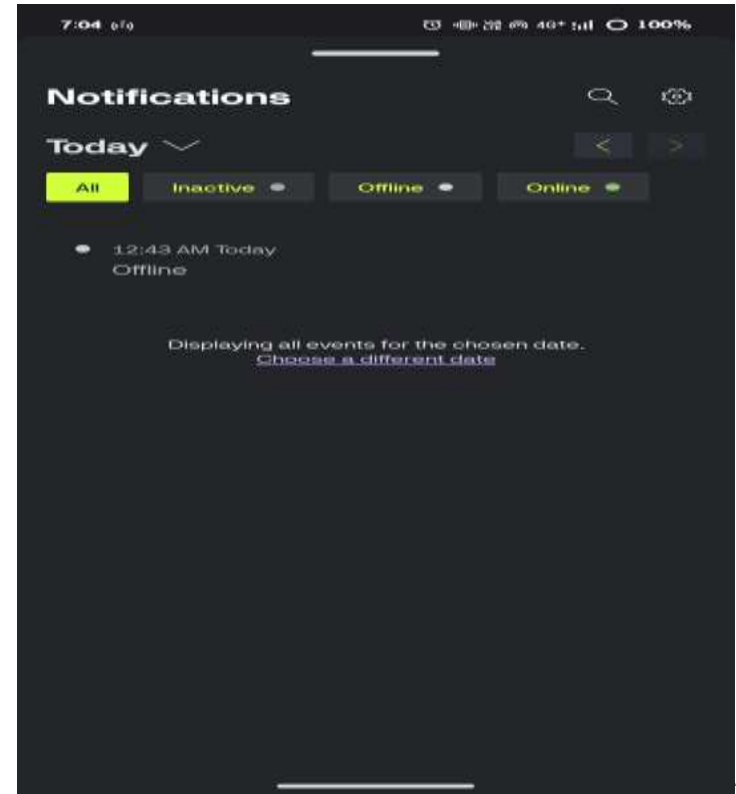 7:04
4G+ 100%
Notifications
Today
< >
All Inactive Offline Online
12:43 AM Today
Offline
Displaying all events for the chosen date.
Choose a different date